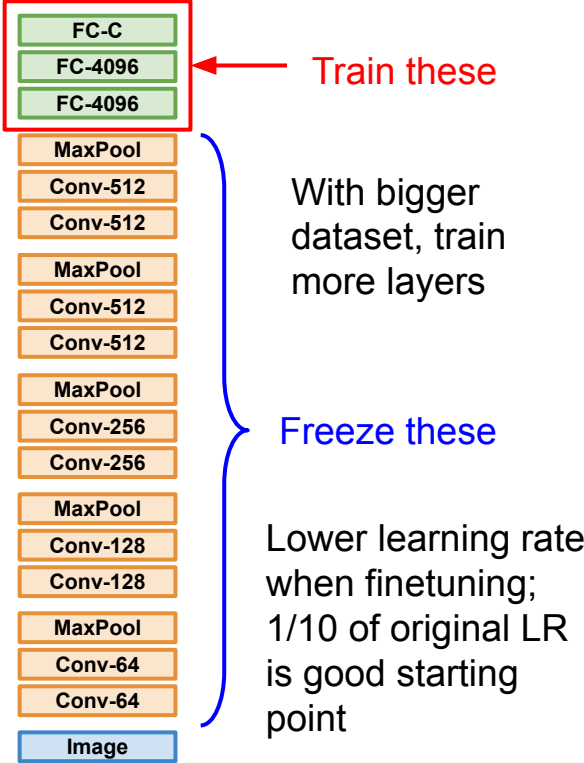 FC-C
FC-4096
FC-4096
Train these
MaxPool
Conv-512
Conv-512
With bigger
dataset, train
more layers
MaxPool
Conv-512
Conv-512
MaxPool
Conv-256
Conv-256
Freeze these
MaxPool
Conv-128
Conv-128
Lower learning rate
when finetuning;
1/10 of original LR
is good starting
point
MaxPool
Conv-64
Conv-64
Image